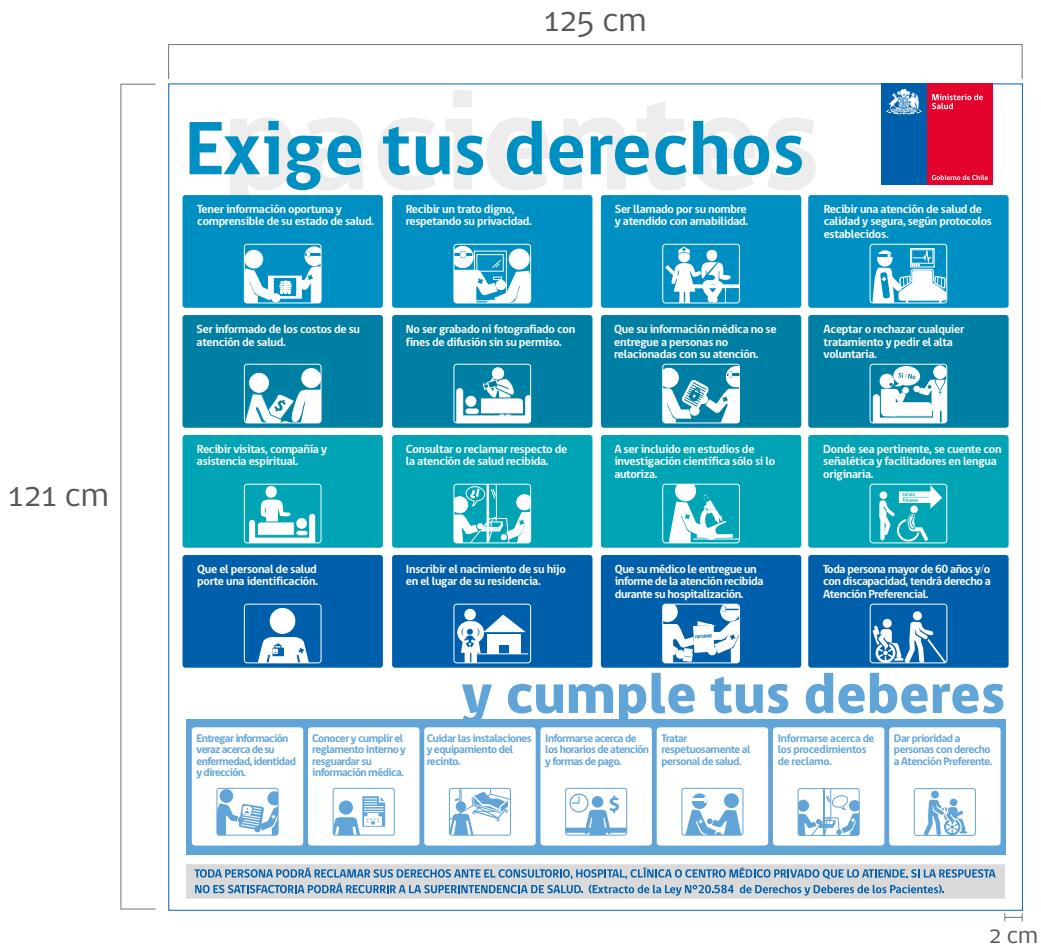 125 cm
121 cm
pacientes
Exige tus derechos
Ministerio de
Salud
Gobierno de Chile
Tener información oportuna y
comprensible de su estado de salud.
Recibir un trato digno,
respetando su privacidad.
Ser llamado por su nombre
y atendido con amabilidad.
Recibir una atención de salud de
calidad y segura, según protocolos
establecidos.
Ser informado de los costos de su
atención de salud.
$
No ser grabado ni fotografiado con
fines de difusión sin su permiso.
Que su información médica no se
entregue a personas no
relacionadas con su atención.
Aceptar o rechazar cualquier
tratamiento y pedir el alta
voluntaria.
Si / No
Recibir visitas, compañía y
asistencia espiritual.
Consultar o reclamar respecto de
la atención de salud recibida.
¿!
A ser incluido en estudios de
investigación científica sólo si lo
autoriza.
Donde sea pertinente, se cuente con
señalética y facilitadores en lengua
originaria.
Que el personal de salud
porte una identificación.
Inscribir el nacimiento de su hijo
en el lugar de su residencia.
Que su médico le entregue un
informe de la atención recibida
durante su hospitalización.
INFORME
Toda persona mayor de 60 años y/o
con discapacidad, tendrá derecho a
Atención Preferencial.
y cumple tus deberes
Entregar información
veraz acerca de su
enfermedad, identidad
y dirección.
Conocer y cumplir el
reglamento interno y
resguardar su
información médica.
Cuidar las instalaciones
y equipamiento del
recinto.
Informarse acerca de
los horarios de atención
y formas de pago.
$
Tratar
respetuosamente al
personal de salud.
Informarse acerca de
los procedimientos
de reclamo.
Dar prioridad a
personas con derecho
a Atención Preferente.
TODA PERSONA PODRÁ RECLAMAR SUS DERECHOS ANTE EL CONSULTORIO, HOSPITAL, CLÍNICA O CENTRO MÉDICO PRIVADO QUE LO ATIENDE. SI LA RESPUESTA
NO ES SATISFACTORIA PODRÁ RECURRIR A LA SUPERINTENDENCIA DE SALUD. (Extracto de la Ley N°20.584 de Derechos y Deberes de los Pacientes).
2 cm